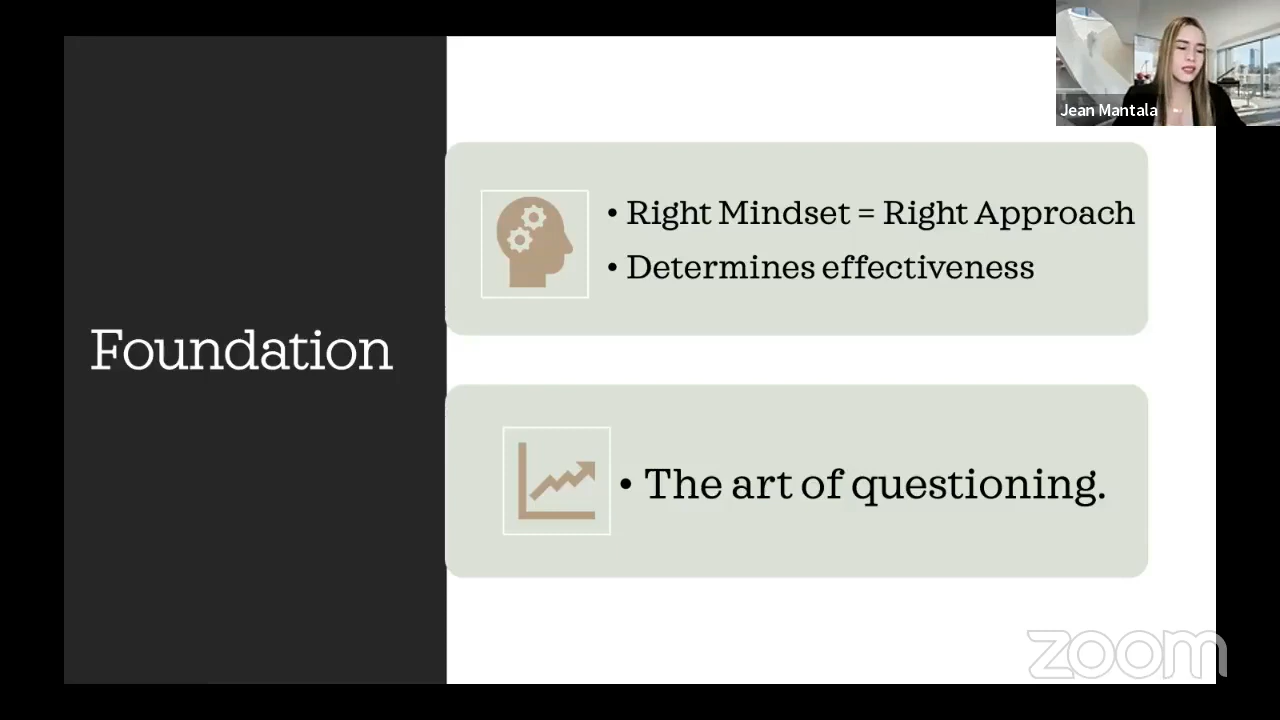 Jean Mantala
Foundation
• Right Mindset = Right Approach
• Determines effectiveness
• The art of questioning.
zoom